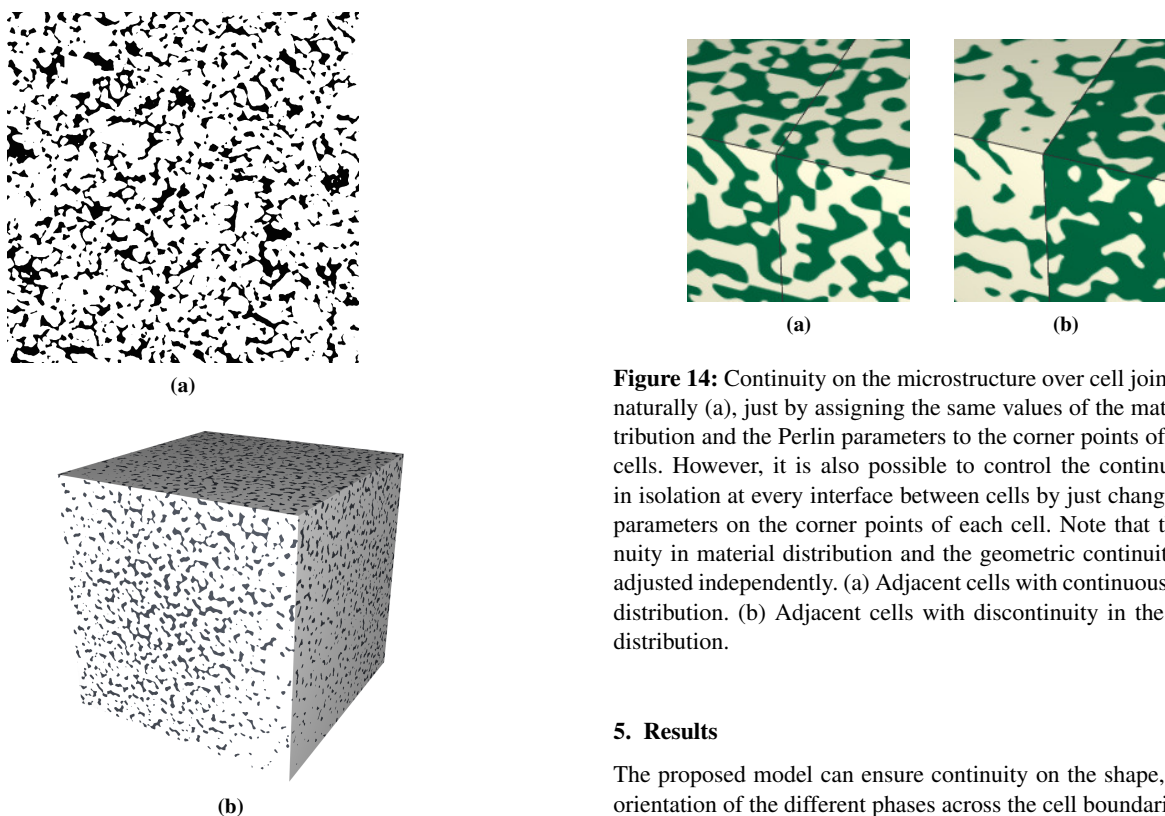 (a)
(b)
(a)
(b)
Figure 14: Continuity on the microstructure over cell join
naturally (a), just by assigning the same values of the mat
tribution and the Perlin parameters to the corner points of
cells. However, it is also possible to control the continu
in isolation at every interface between cells by just chang
parameters on the corner points of each cell. Note that t
nuity in material distribution and the geometric continuit
adjusted independently. (a) Adjacent cells with continuous
distribution. (b) Adjacent cells with discontinuity in the
distribution.
5. Results
The proposed model can ensure continuity on the shape,
orientation of the different phases across the cell boundari